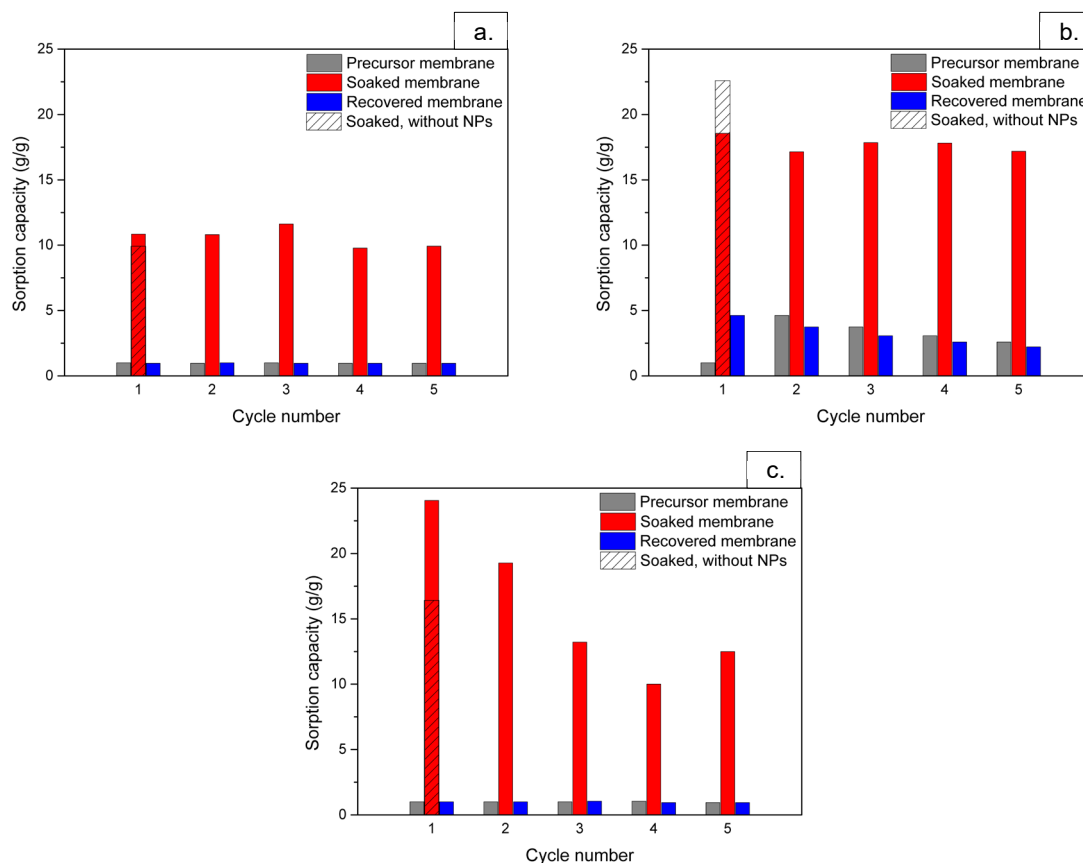 a.
25
20
15
10
5
0
Sorption capacity (g/g)
Precursor membrane
Soaked membrane
Recovered membrane
Soaked, without NPs
1 2 3 4 5
Cycle number
b.
25
20
15
10
5
0
Sorption capacity (g/g)
Precursor membrane
Soaked membrane
Recovered membrane
Soaked, without NPs
1 2 3 4 5
Cycle number
c.
25
20
15
10
5
0
Sorption capacity (g/g)
Precursor membrane
Soaked membrane
Recovered membrane
Soaked, without NPs
1 2 3 4 5
Cycle number